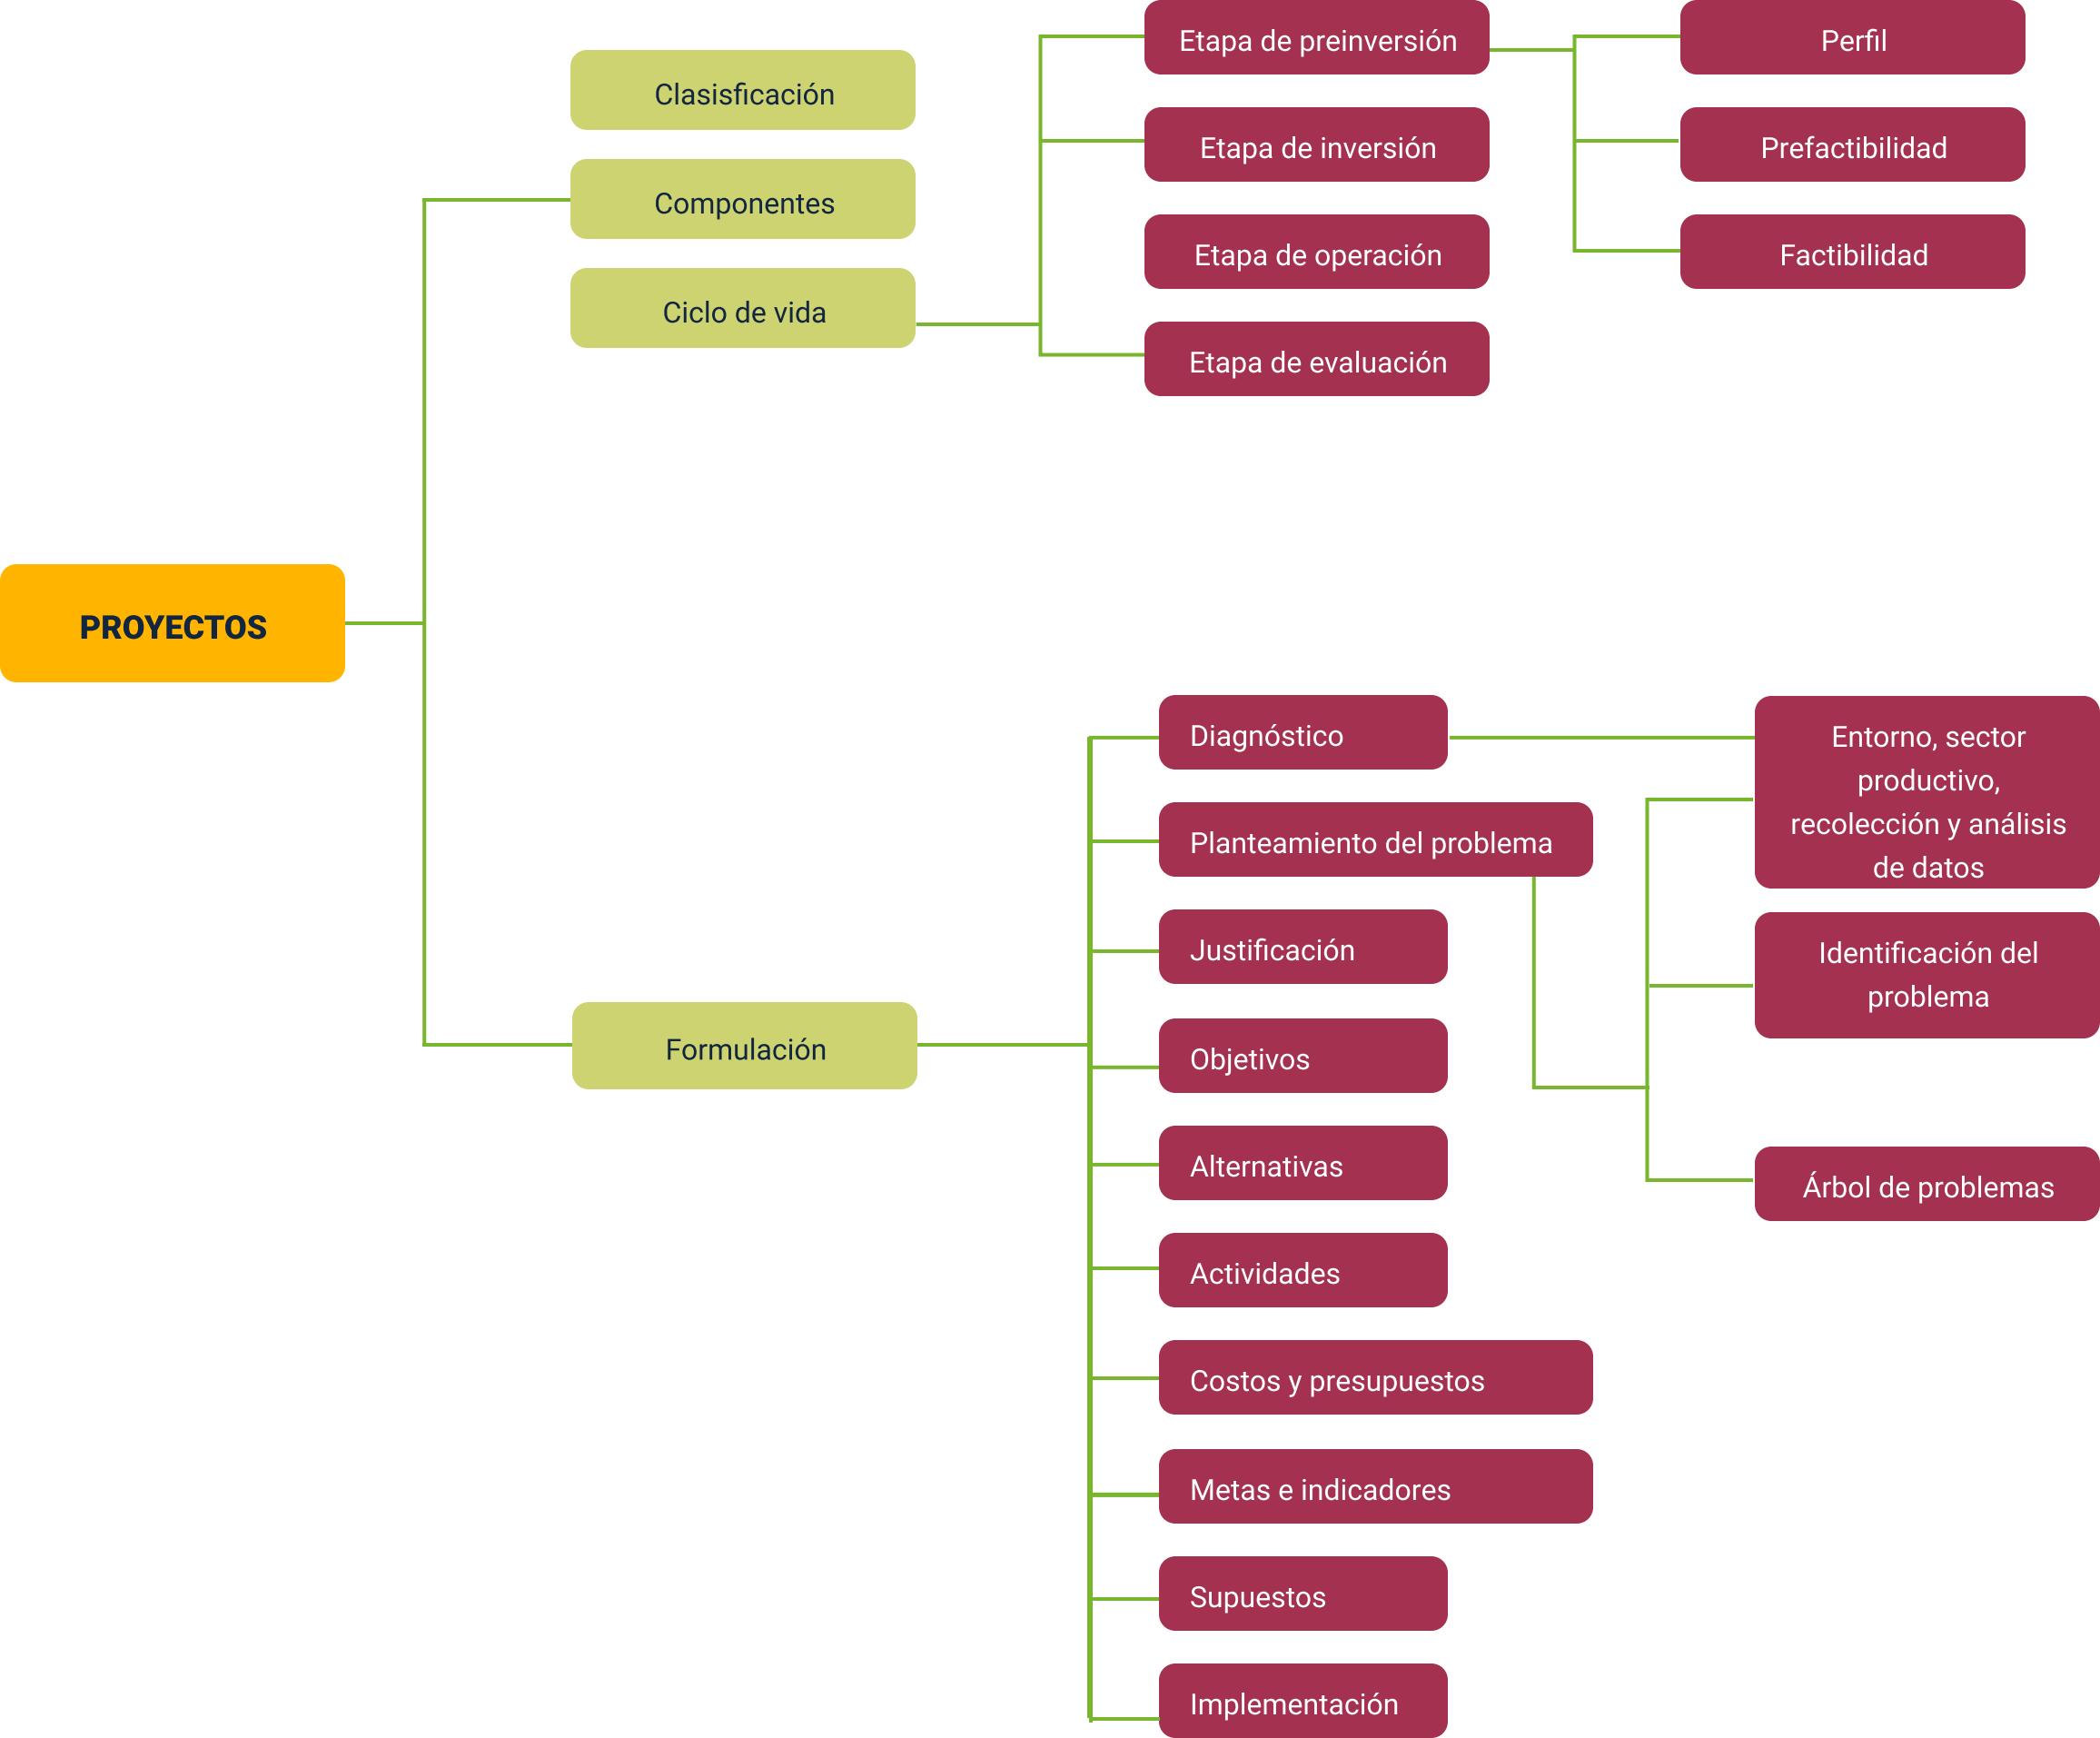 PROYECTOS
Clasisficación
Componentes
Ciclo de vida
Etapa de preinversión
Etapa de inversión
Etapa de operación
Etapa de evaluación
Perfil
Prefactibilidad
Factibilidad
Formulación
Diagnóstico
Planteamiento del problema
Justificación
Objetivos
Alternativas
Actividades
Costos y presupuestos
Metas e indicadores
Supuestos
Implementación
Entorno, sector
productivo,
recolección y análisis
de datos
Identificación del
problema
Árbol de problemas